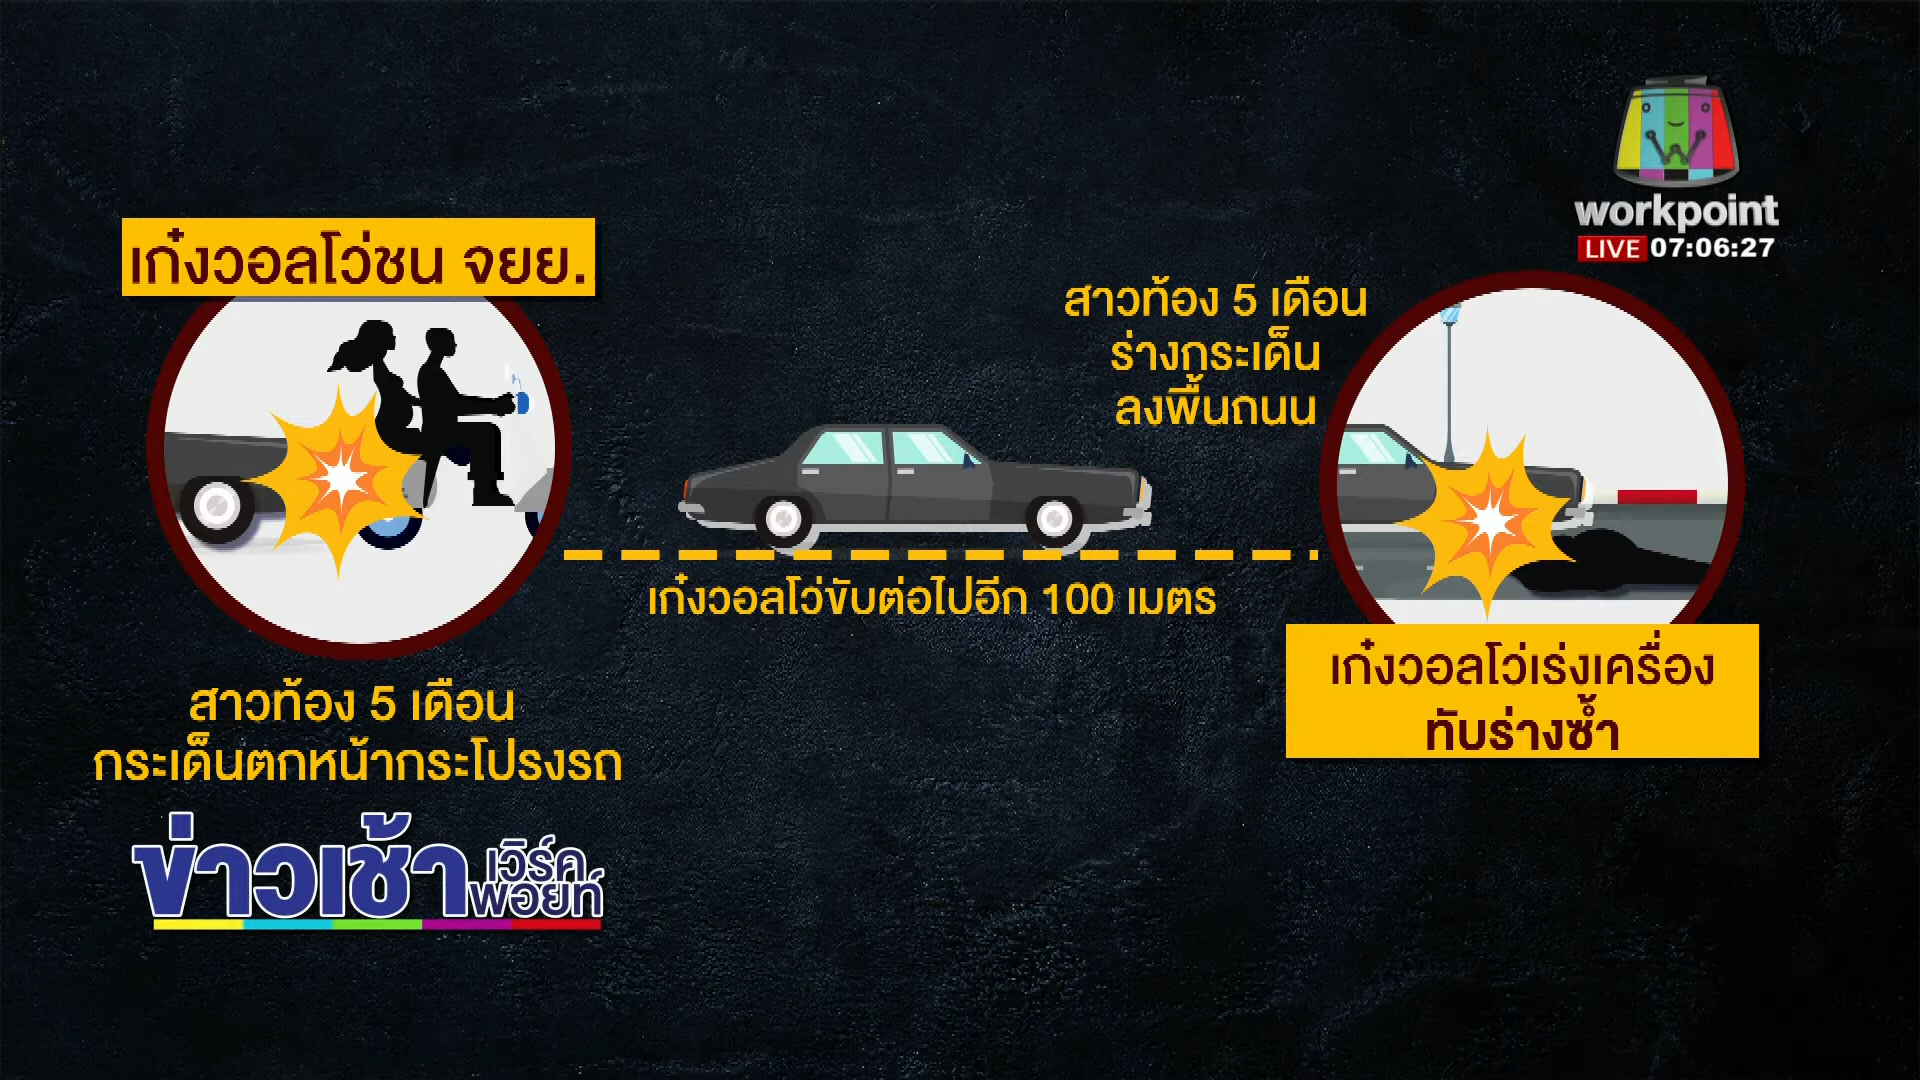 เก๋งวอลโว่ชน จยย.
สาวท้อง 5 เดือน
กระเด็นตกหน้ากระโปรงรถ
เก๋งวอลโว่ขับต่อไปอีก 100 เมตร
สาวท้อง 5 เดือน
ร่างกระเด็น
ลงพื้นถนน
เก๋งวอลโว่เร่งเครื่อง
ทับร่างซ้ำ
workpoint
LIVE 07:06:27
ข่าวเช้า
เวิร์ค
พอยท์